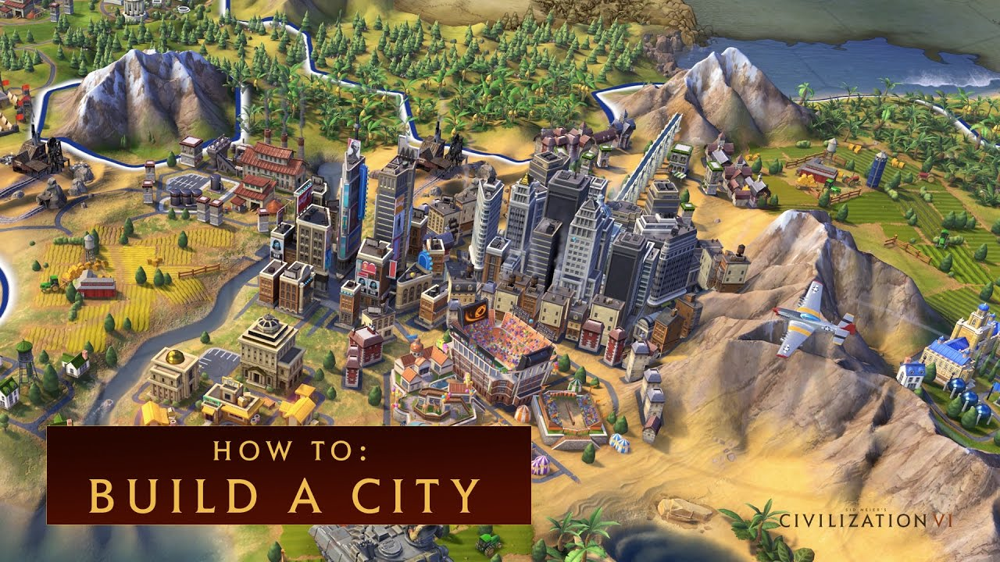 HOW TO:
BUILD A CITY
SID MEIER'S
CIVILIZATION VI